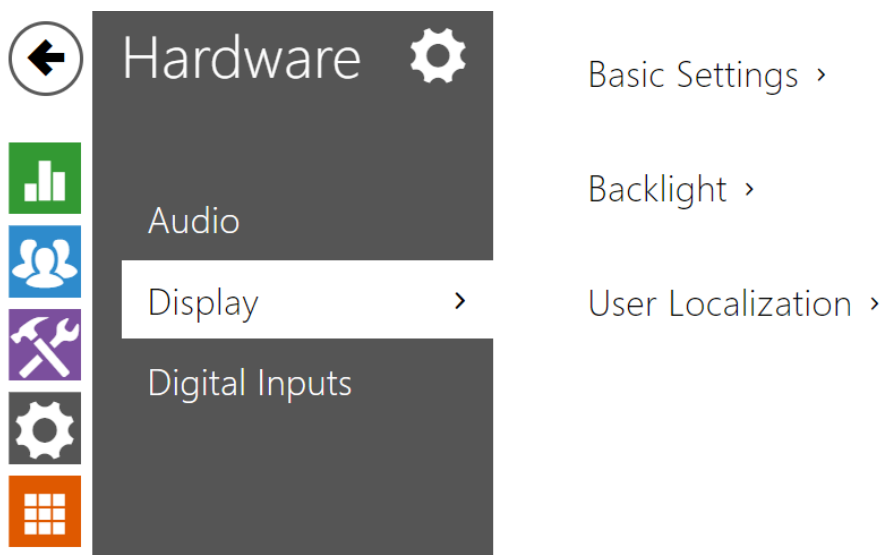 Hardware
Audio
Display
Digital Inputs
Basic Settings
Backlight
User Localization